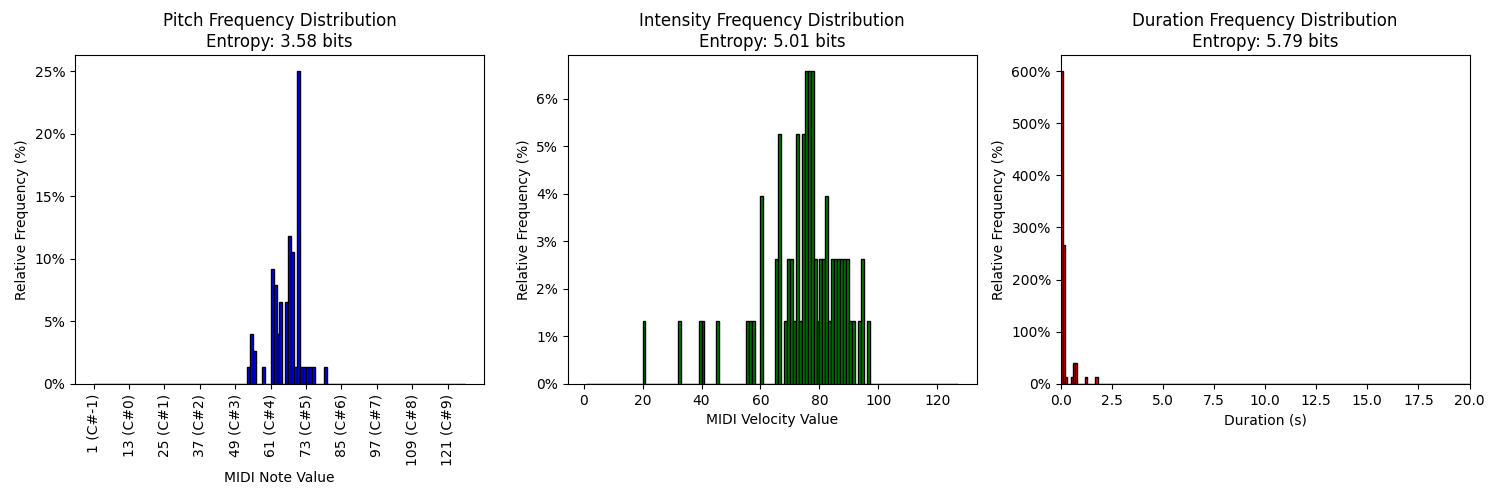 Pitch Frequency Distribution
Entropy: 3.58 bits
25%
20%
15%
10%
5%
0%
Relative Frequency (%)
1 (C#-1)
13 (C#0)
25 (C#1)
37 (C#2)
49 (C#3)
61 (C#4)
73 (C#5)
85 (C#6)
97 (C#7)
109 (C#8)
121 (C#9)
MIDI Note Value
Intensity Frequency Distribution
Entropy: 5.01 bits
6%
5%
4%
3%
2%
1%
0%
Relative Frequency (%)
0
20
40
60
80
100
120
MIDI Velocity Value
Duration Frequency Distribution
Entropy: 5.79 bits
600%
500%
400%
300%
200%
100%
0%
Relative Frequency (%)
0.0
2.5
5.0
7.5
10.0
12.5
15.0
17.5
20.0
Duration (s)